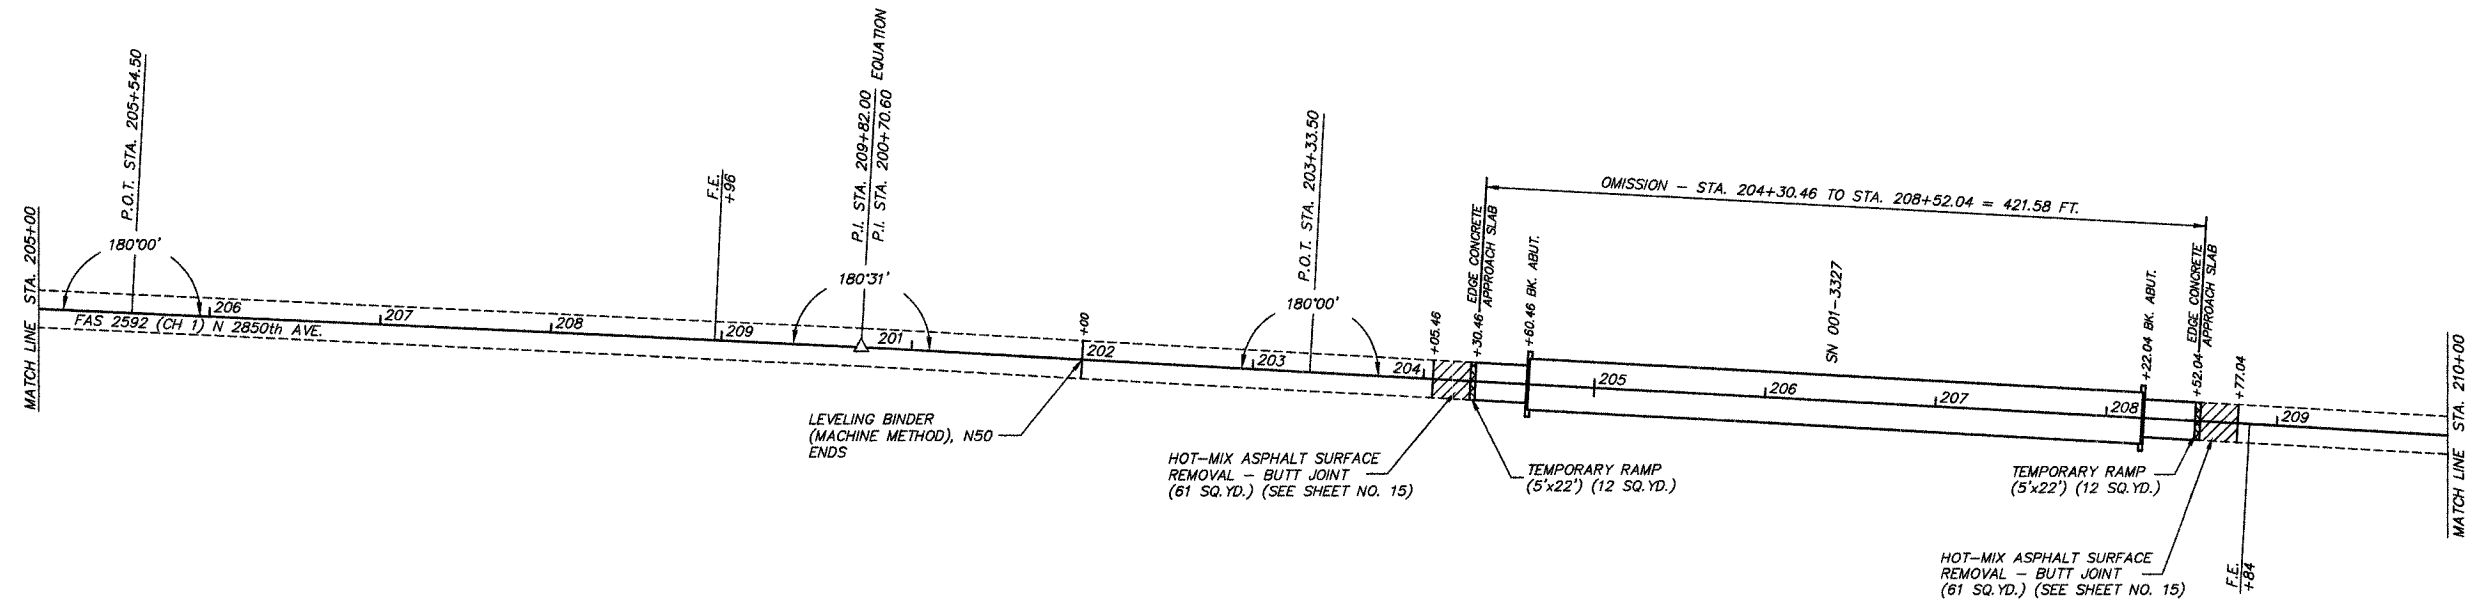 MATCH LINE STA. 205+00
P.O.T. STA. 205+54.50
180°00'
206
FAS 2592 (CH 1) N 2850th AVE.
207
208
F.E.
+96
209
P.I. STA. 209+82.00
P.I. STA. 200+70.60
EQUATION
180°31'
201
+00
202
LEVELING BINDER
(MACHINE METHOD), N50
ENDS
203
P.O.T. STA. 203+33.50
180°00'
204
+05.46
+30.46 EDGE CONCRETE
APPROACH SLAB
+60.46 BK. ABUT.
HOT-MIX ASPHALT SURFACE
REMOVAL - BUTT JOINT
(61 SQ.YD.) (SEE SHEET NO. 15)
TEMPORARY RAMP
(5'x22') (12 SQ.YD.)
OMISSION - STA. 204+30.46 TO STA. 208+52.04 = 421.58 FT.
205
206
SN 001-3327
207
208
+22.04 BK. ABUT.
+52.04 EDGE CONCRETE
APPROACH SLAB
+77.04
209
TEMPORARY RAMP
(5'x22') (12 SQ.YD.)
HOT-MIX ASPHALT SURFACE
REMOVAL - BUTT JOINT
(61 SQ.YD.) (SEE SHEET NO. 15)
F.E.
+84
MATCH LINE STA. 210+00